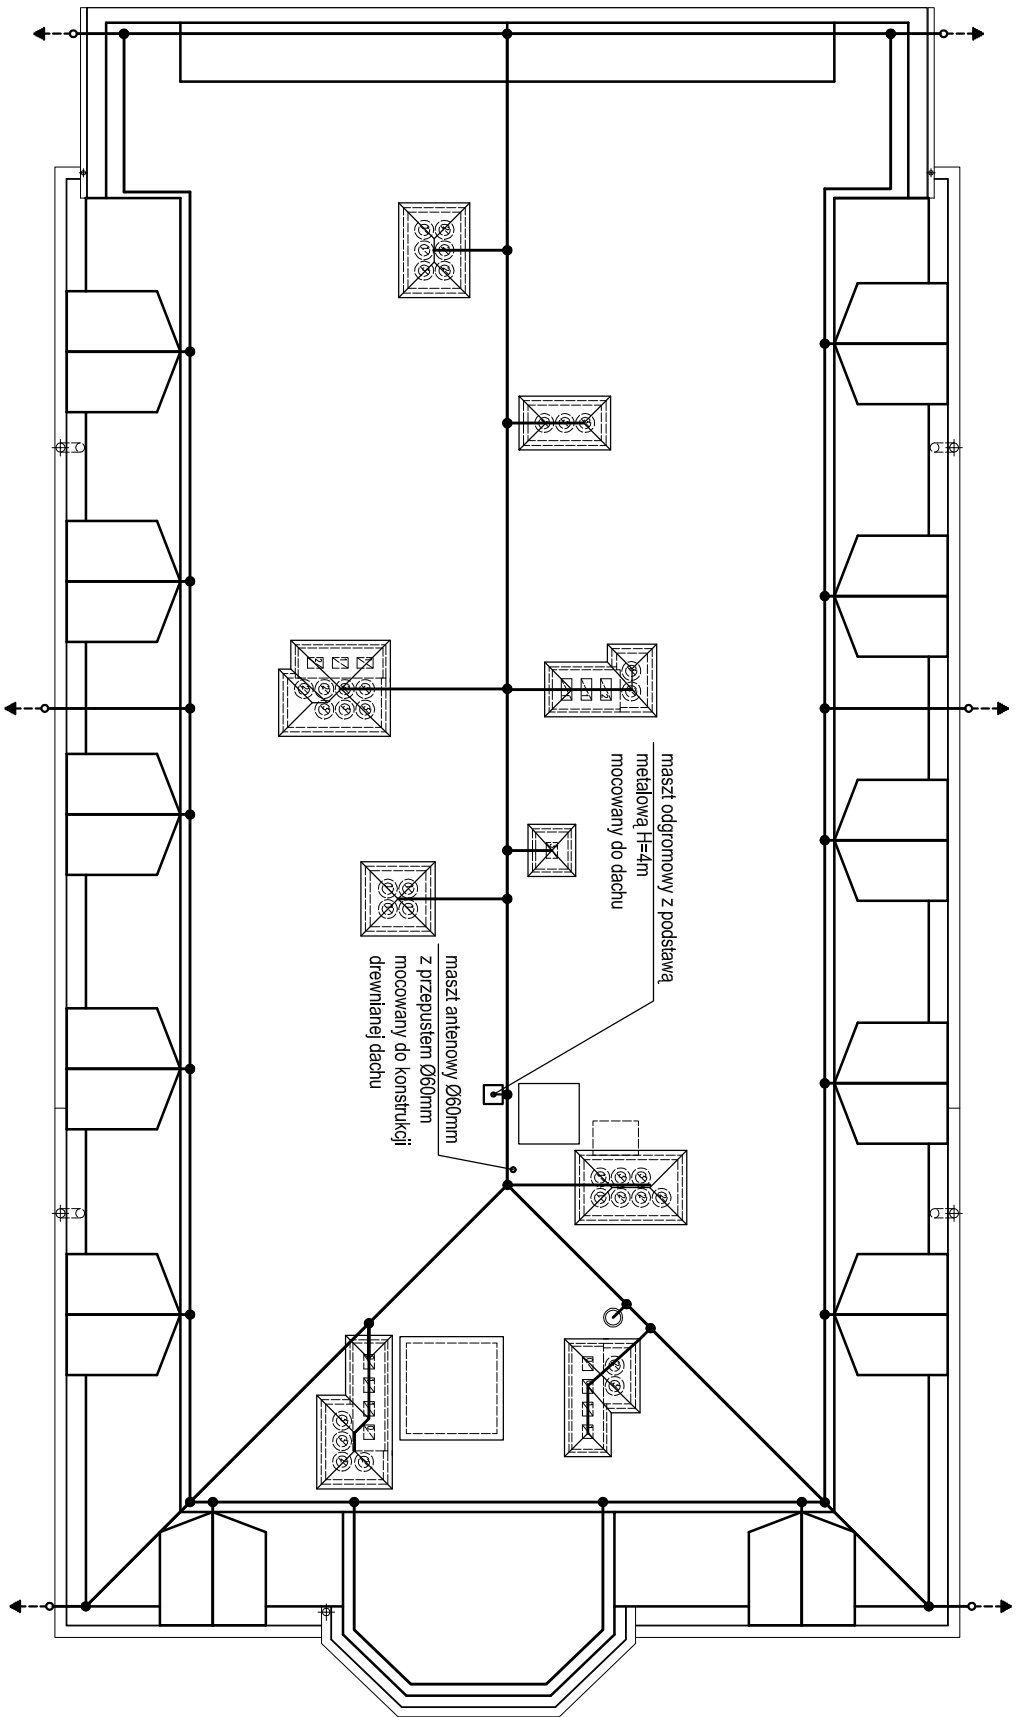 maszt odgromowy z podstawą
metalową H=4m
mocowany do dachu
maszt antenowy Ø60mm
z przepustem Ø60mm
mocowany do konstrukcji
drewnianej dachu